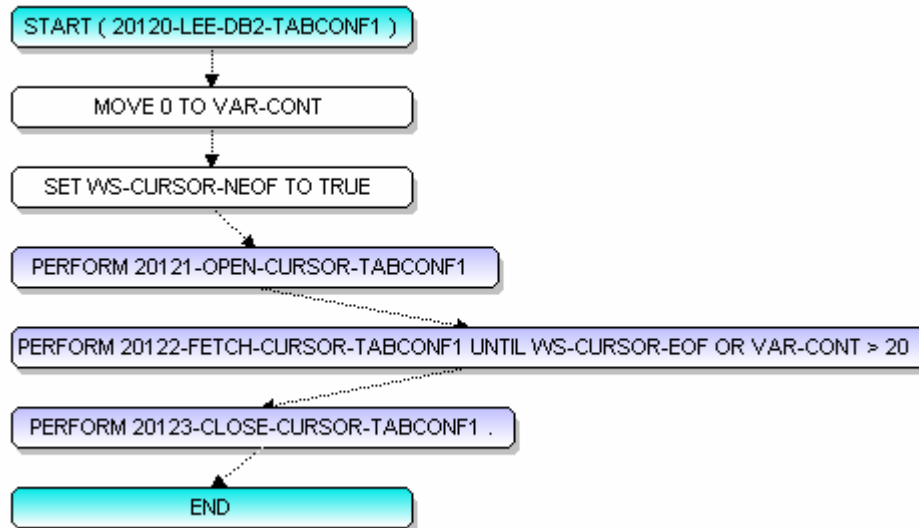 START ( 20120-LEE-DB2-TABCONF1 )
MOVE 0 TO VAR-CONT
SET WS-CURSOR-NEOF TO TRUE
PERFORM 20121-OPEN-CURSOR-TABCONF1
PERFORM 20122-FETCH-CURSOR-TABCONF1 UNTIL WS-CURSOR-EOF OR VAR-CONT > 20
PERFORM 20123-CLOSE-CURSOR-TABCONF1 .
END